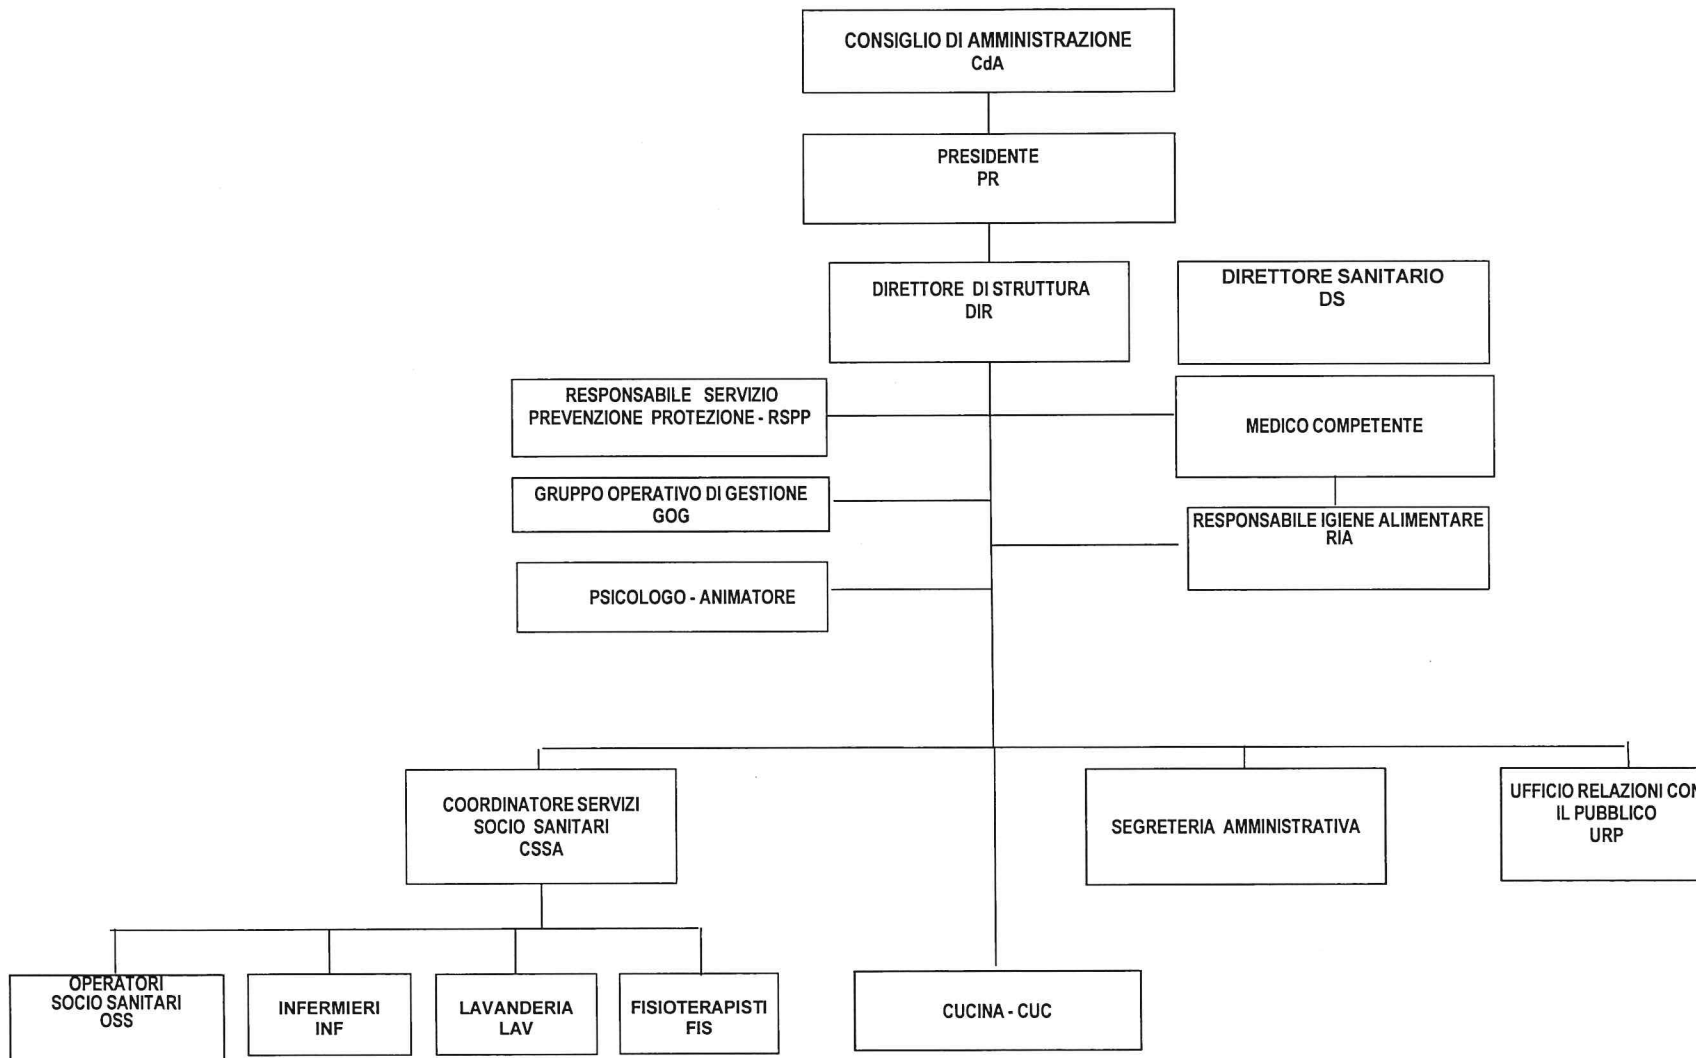 CONSIGLIO DI AMMINISTRAZIONE
CdA
PRESIDENTE
PR
DIRETTORE DI STRUTTURA
DIR
DIRETTORE SANITARIO
DS
RESPONSABILE SERVIZIO
PREVENZIONE PROTEZIONE - RSPP
MEDICO COMPETENTE
GRUPPO OPERATIVO DI GESTIONE
GOG
RESPONSABILE IGIENE ALIMENTARE
RIA
PSICOLOGO - ANIMATORE
COORDINATORE SERVIZI
SOCIO SANITARI
CSSA
SEGRETERIA AMMINISTRATIVA
UFFICIO RELAZIONI CON
IL PUBBLICO
URP
OPERATORI
SOCIO SANITARI
OSS
INFERMIERI
INF
LAVANDERIA
LAV
FISIOTERAPISTI
FIS
CUCINA - CUC